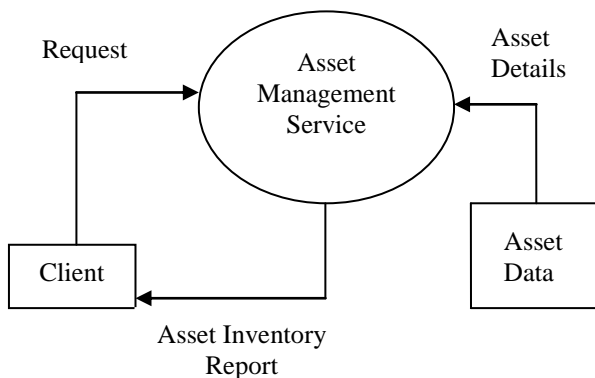 Request
Asset
Management
Service
Asset
Details
Client
Asset
Data
Asset Inventory
Report